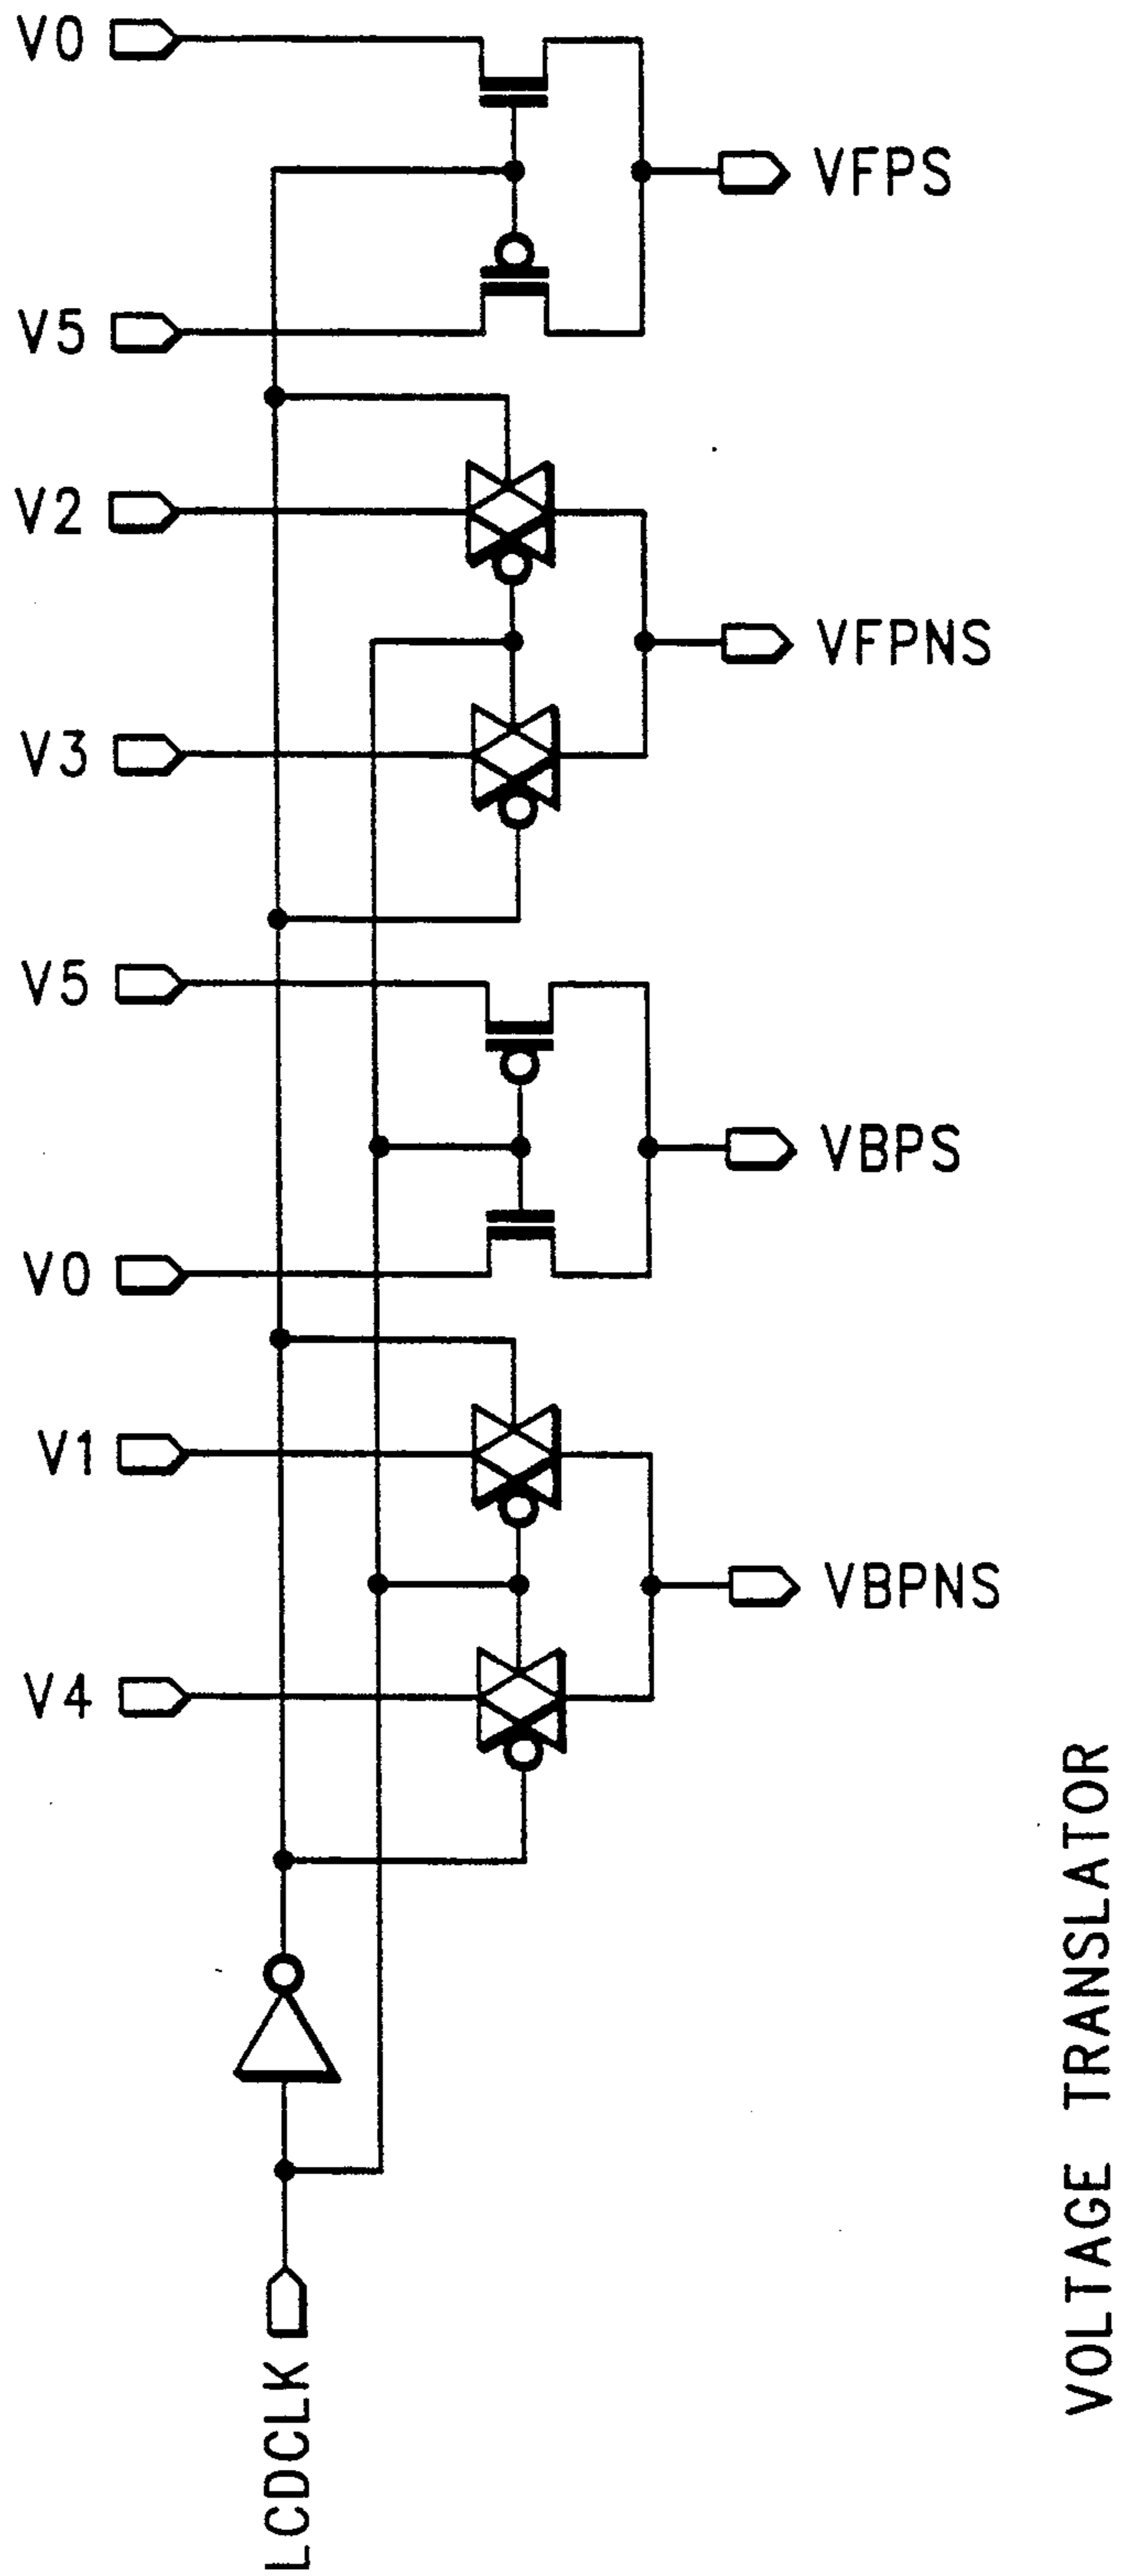 V0
VFPS
V5
V2
VFPNS
V3
V5
VBPS
V0
V1
VBPNS
V4
LCDCLK
VOLTAGE TRANSLATOR